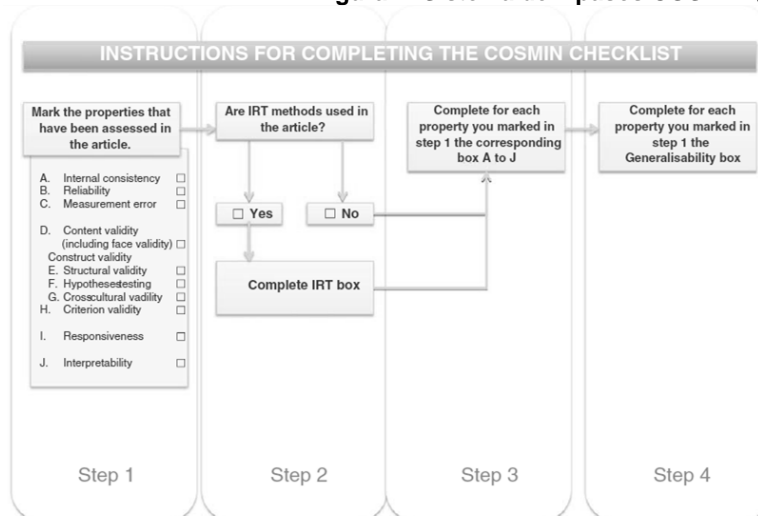 INSTRUCTIONS FOR COMPLETING THE COSMIN CHECKLIST
Mark the properties that
have been assessed in
the article.
A. Internal consistency ☐
B. Reliability ☐
C. Measurement error ☐
D. Content validity
(including face validity) ☐
Construct validity
E. Structural validity ☐
F. Hypothesestesting ☐
G. Crosscultural vadility ☐
H. Criterion validity ☐
I. Responsiveness ☐
J. Interpretability ☐
Step 1
Are IRT methods used in
the article?
☐ Yes
☐ No
Complete IRT box
Step 2
Complete for each
property you marked in
step 1 the corresponding
box A to J
Step 3
Complete for each
property you marked in
step 1 the
Generalisability box
Step 4